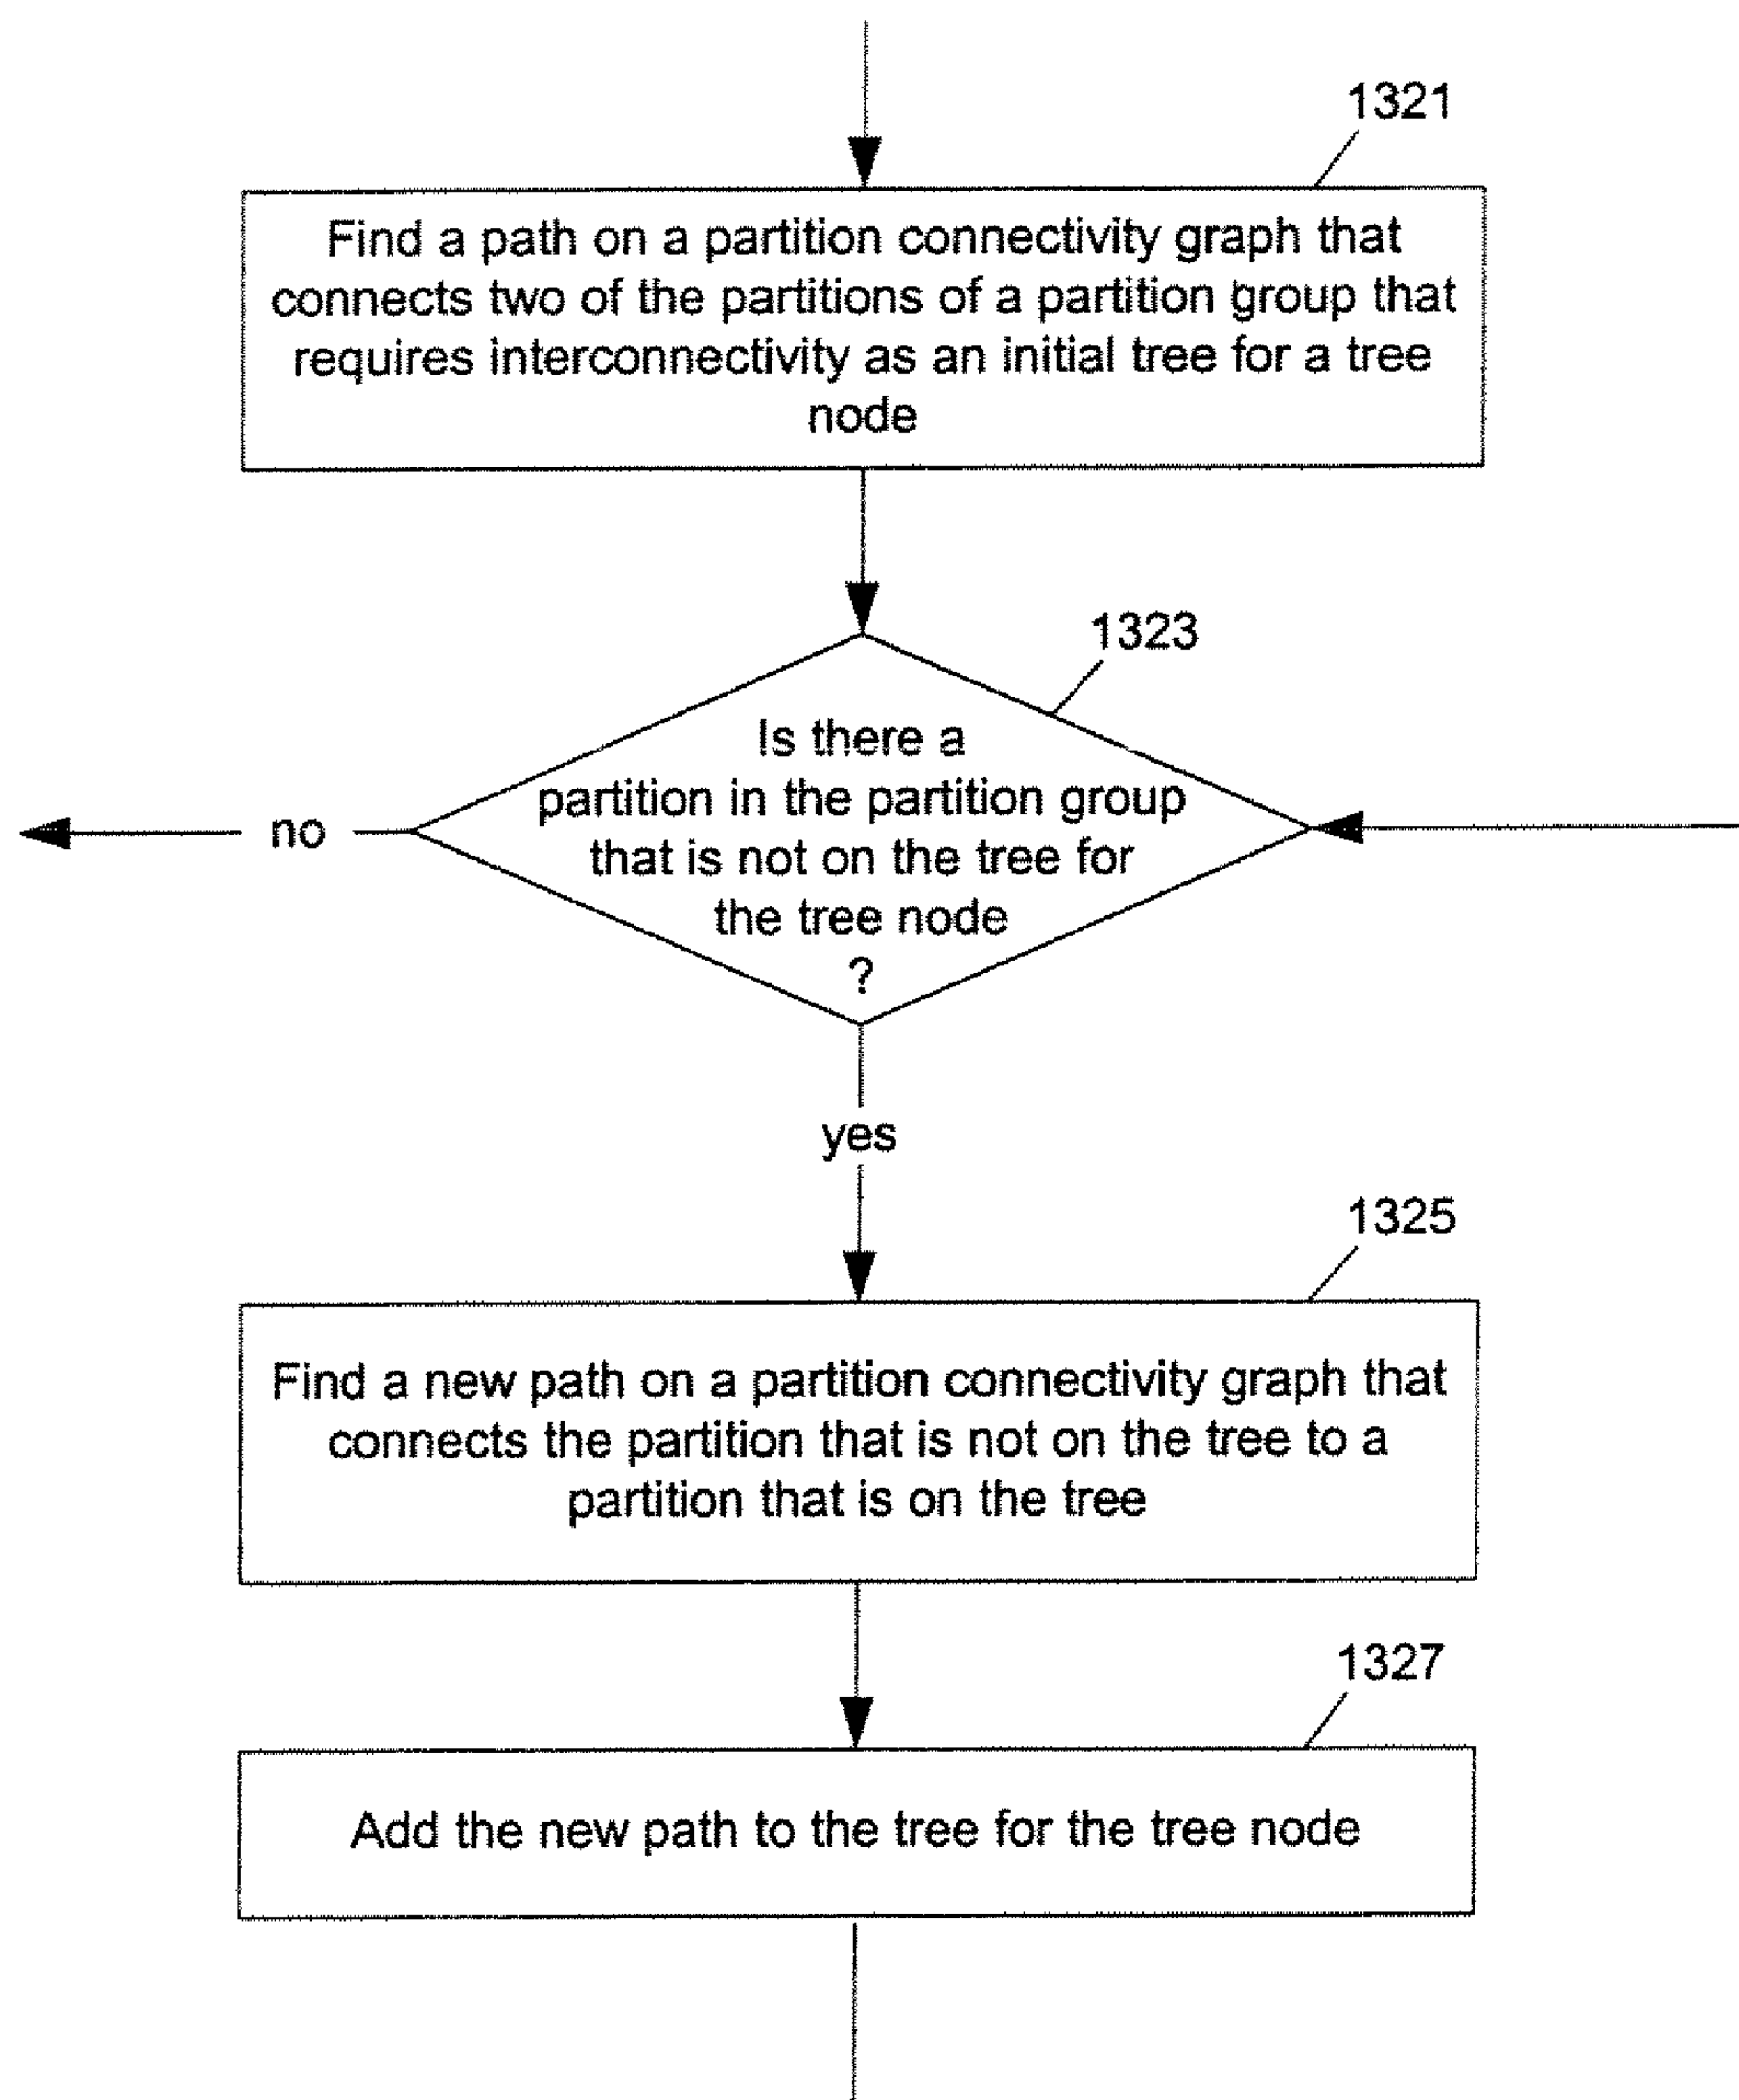 1321
Find a path on a partition connectivity graph that
connects two of the partitions of a partition group that
requires interconnectivity as an initial tree for a tree
node
1323
Is there a
partition in the partition group
that is not on the tree for
the tree node
?
no
yes
1325
Find a new path on a partition connectivity graph that
connects the partition that is not on the tree to a
partition that is on the tree
1327
Add the new path to the tree for the tree node